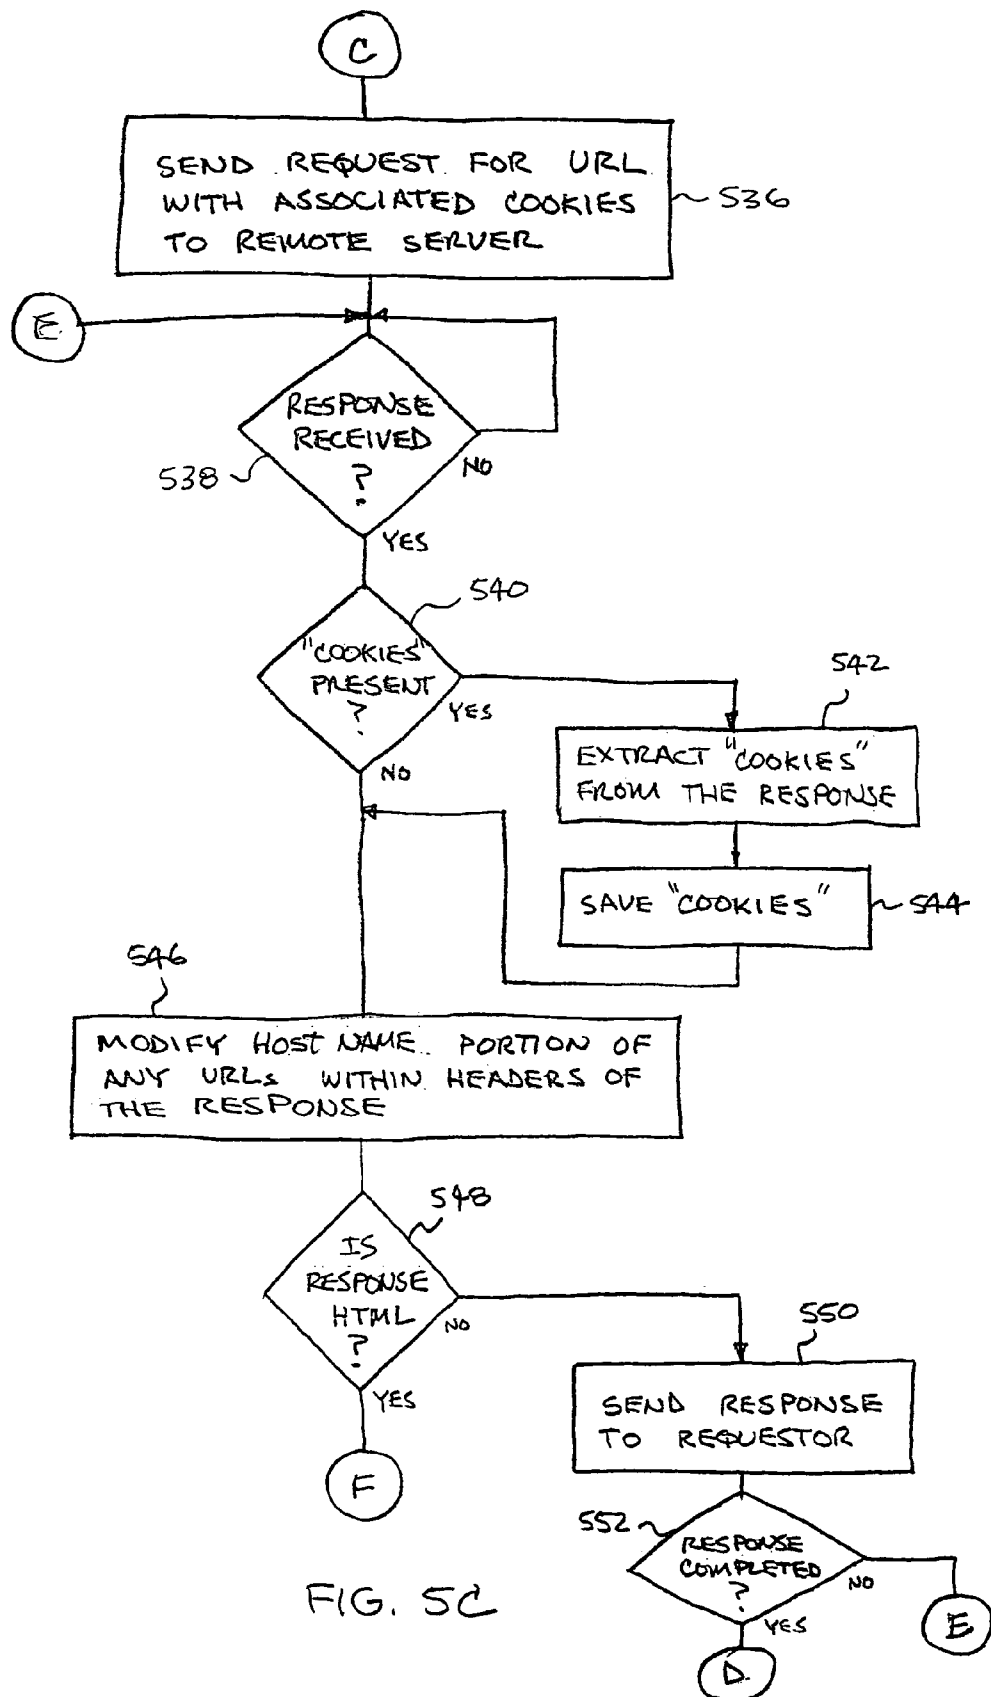 C
SEND REQUEST FOR URL
WITH ASSOCIATED COOKIES
TO REMOTE SERVER
536
E
RESPONSE
RECEIVED
?
538
NO
YES
540
"COOKIES"
PRESENT
?
YES
NO
542
EXTRACT "COOKIES"
FROM THE RESPONSE
SAVE "COOKIES"
544
546
MODIFY HOST NAME PORTION OF
ANY URLs WITHIN HEADERS OF
THE RESPONSE
548
IS
RESPONSE
HTML
?
NO
YES
550
SEND RESPONSE
TO REQUESTOR
F
552
RESPONSE
COMPLETED
?
NO
YES
E
D
FIG. 5C